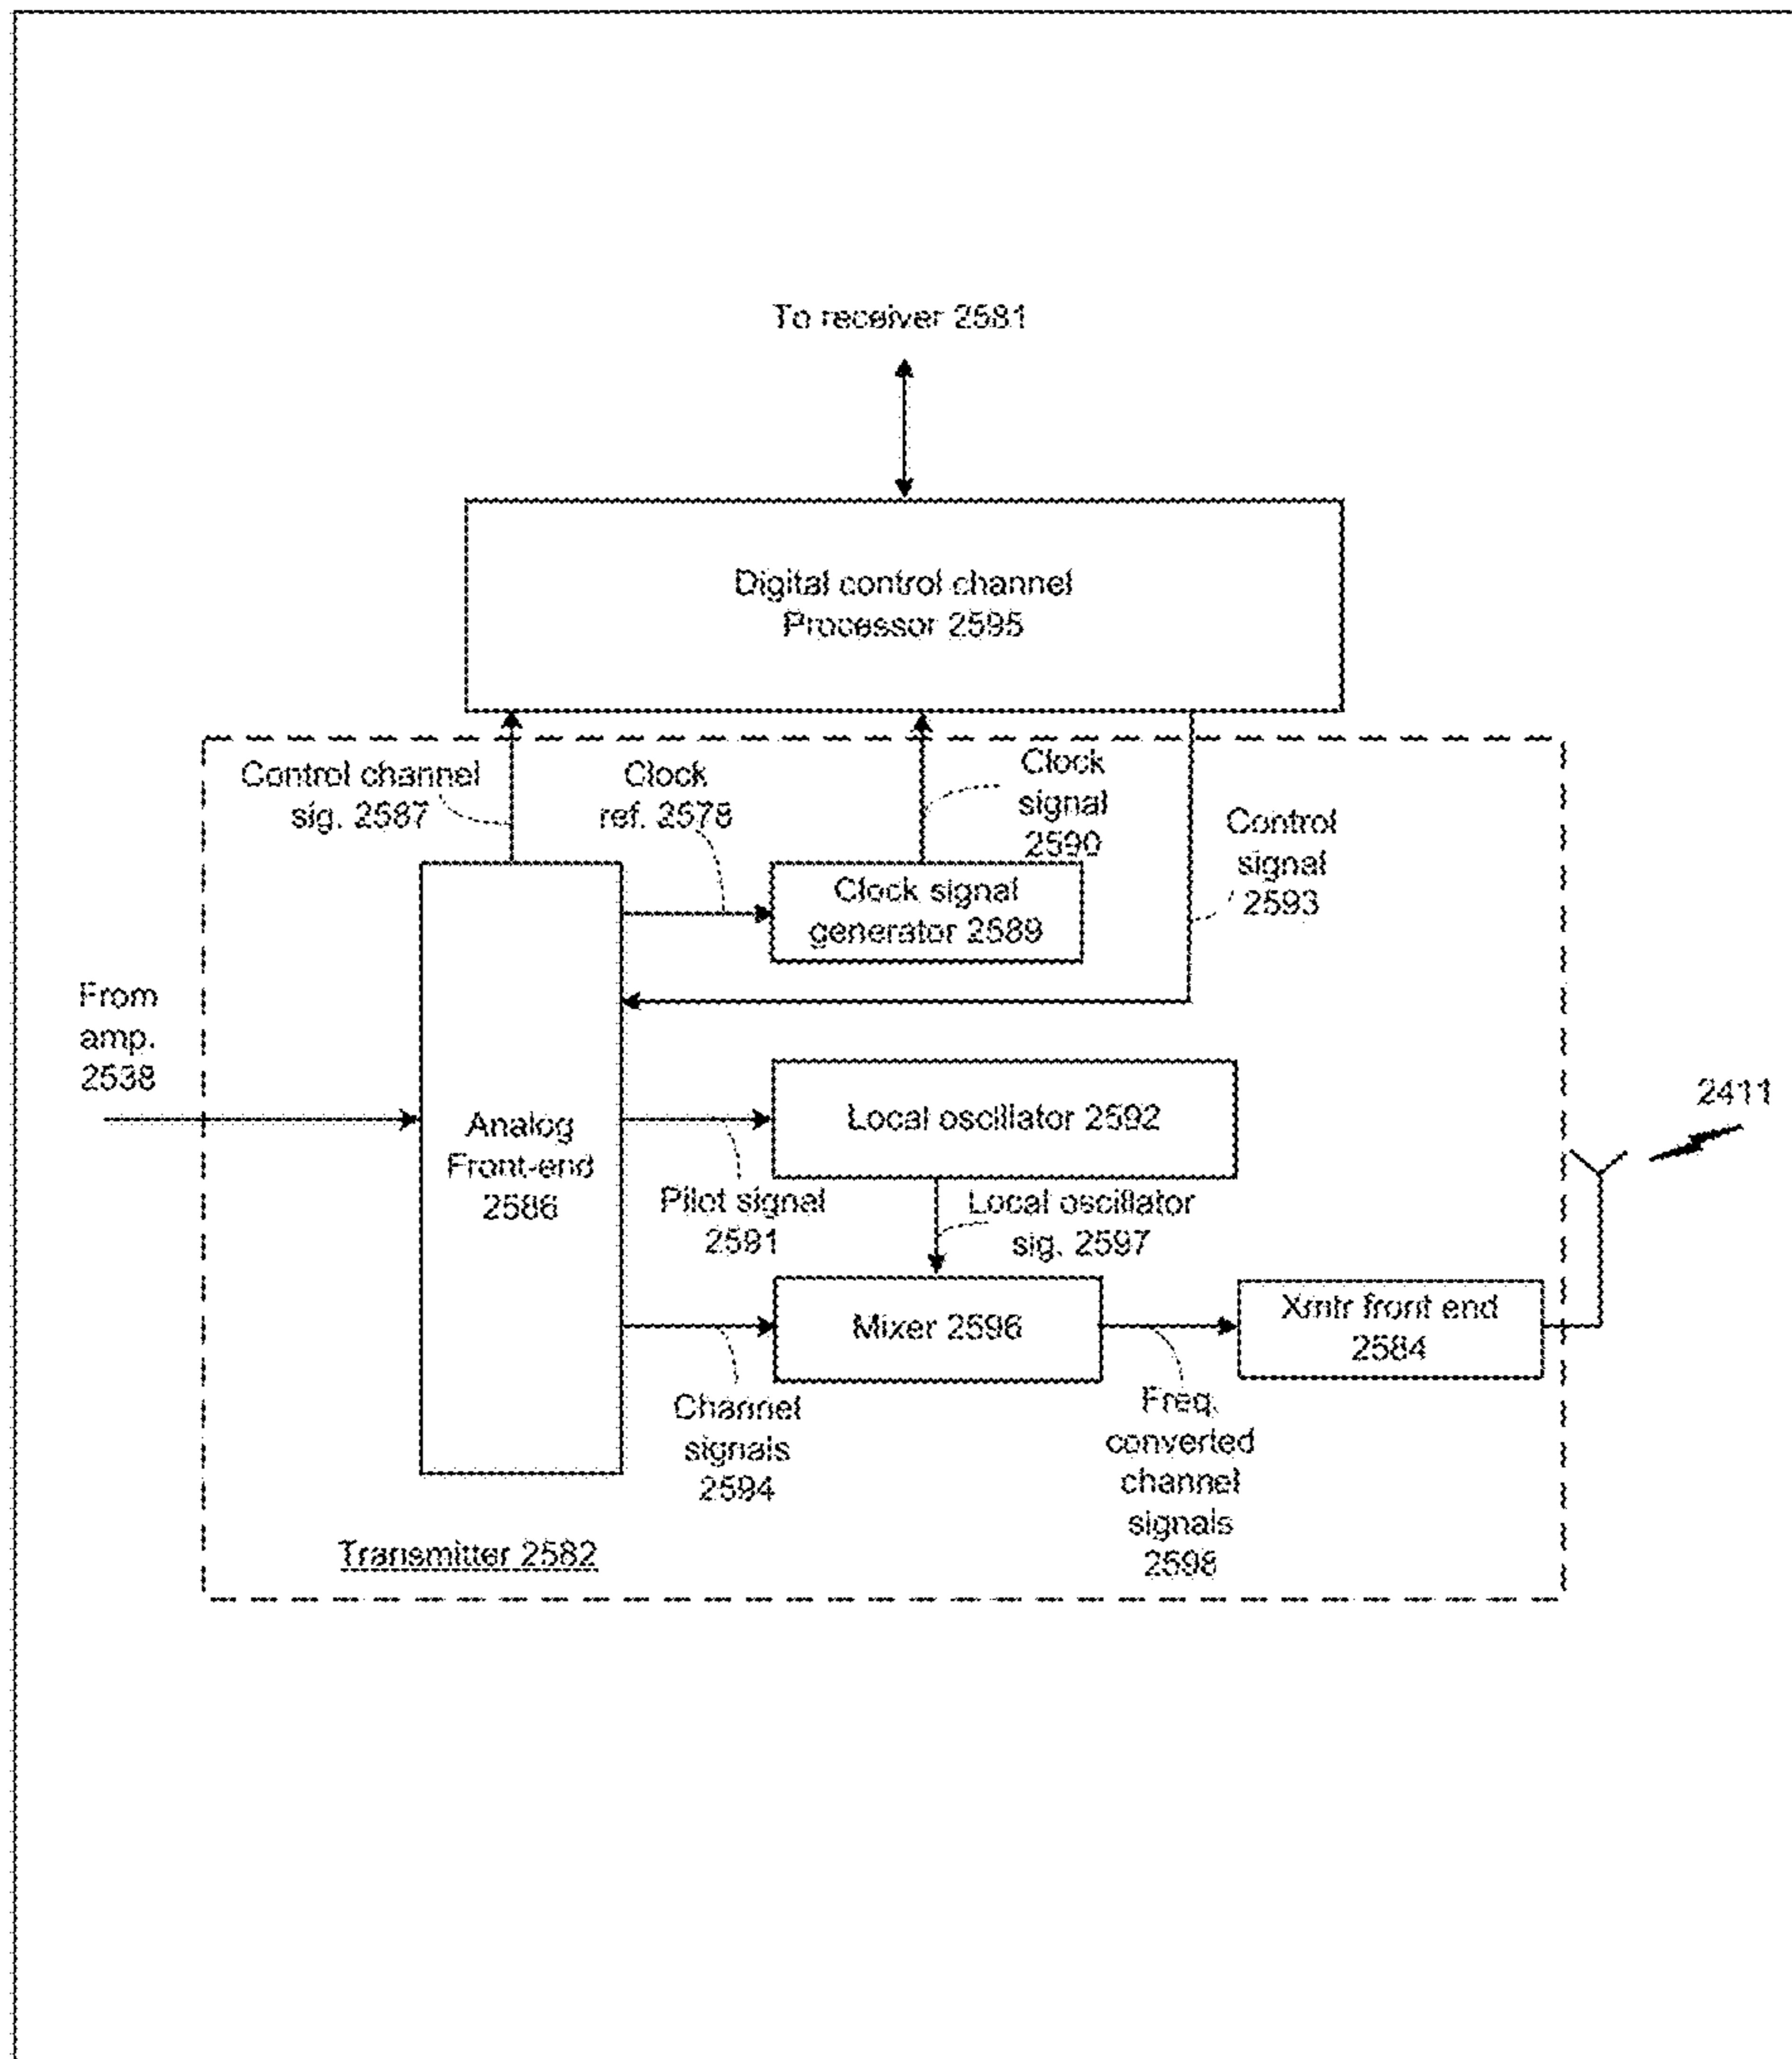 To receiver 2581
Digital control channel
Processor 2595
Control channel
sig. 2587
Clock
ref. 2578
Clock
signal
2590
Control
signal
2593
Clock signal
generator 2589
From
amp.
2538
Analog
Front-end
2586
Local oscillator 2592
2411
Pilot signal
2591
Local oscillator
sig. 2597
Mixer 2596
Xmtr front end
2584
Channel
signals
2594
Freq.
converted
channel
signals
2598
Transmitter 2582